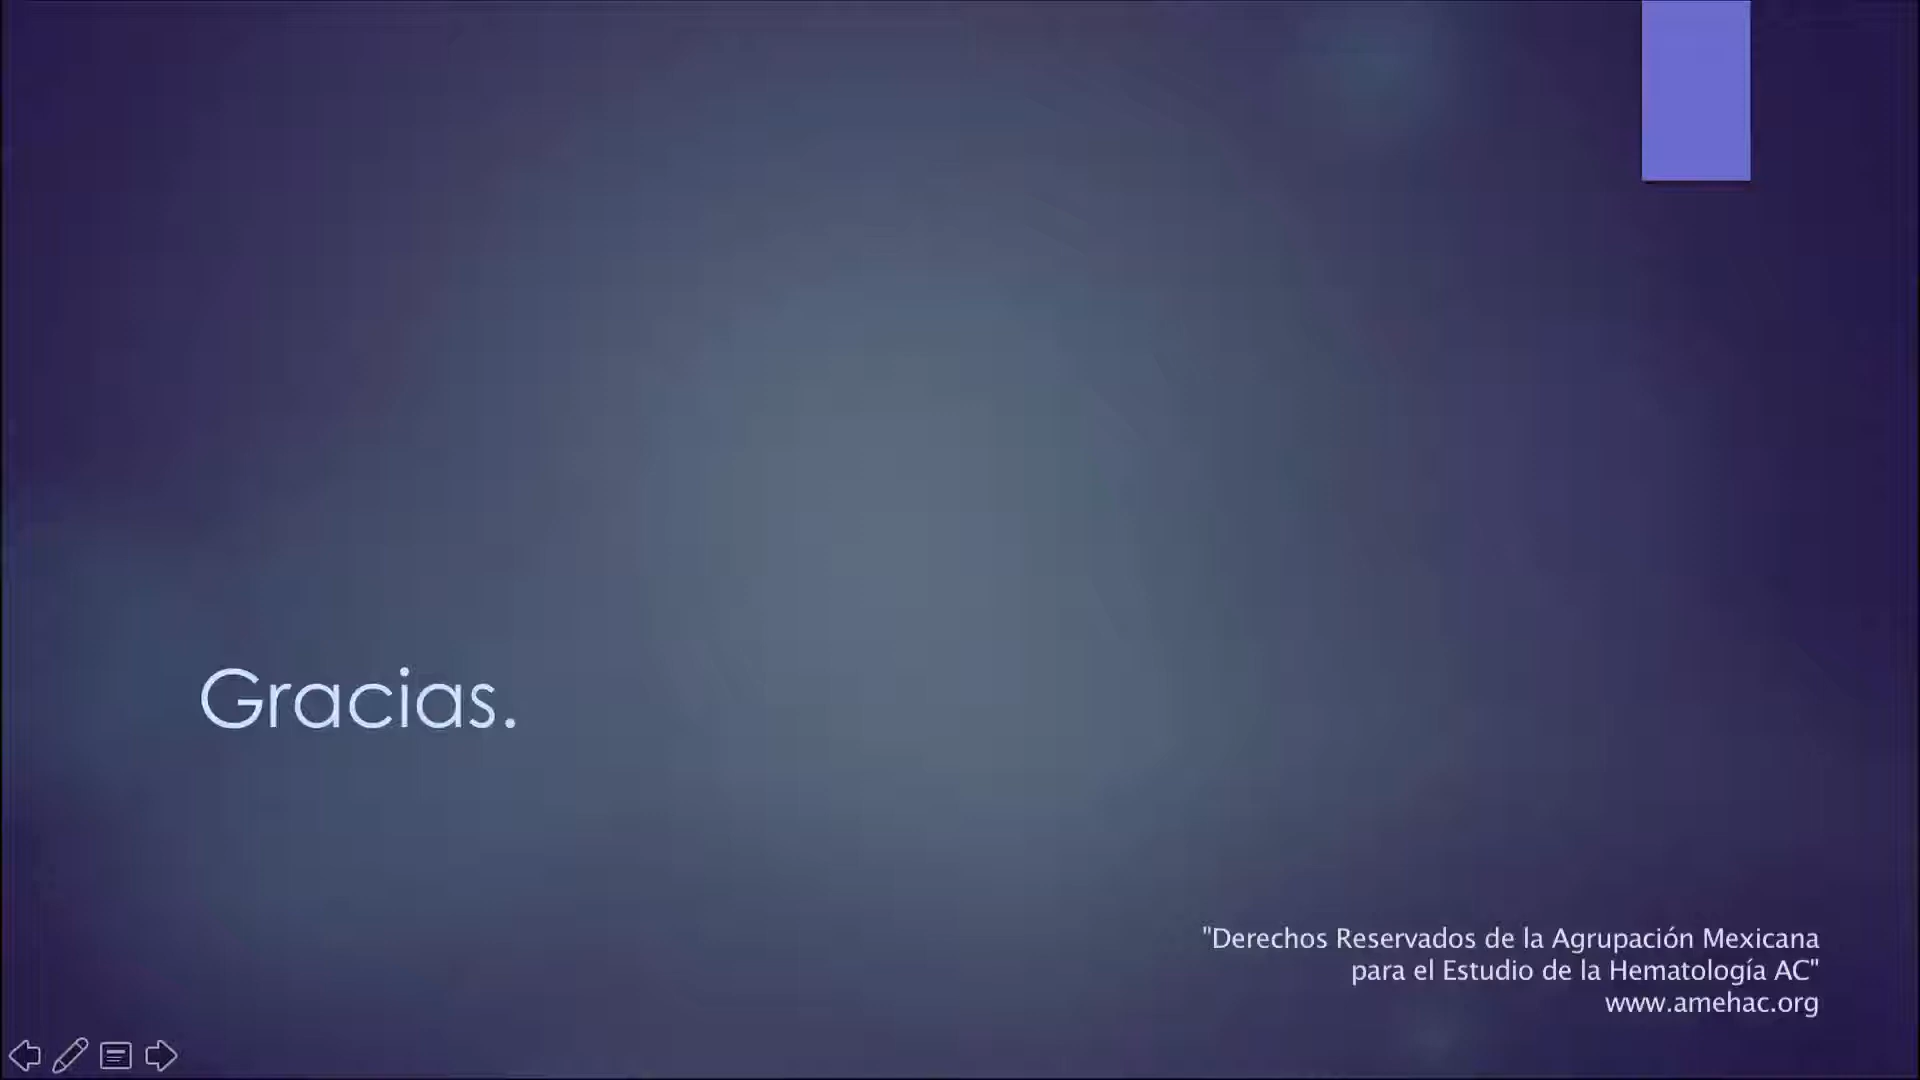 Gracias.
"Derechos Reservados de la Agrupación Mexicana
para el Estudio de la Hematología AC"
www.amehac.org